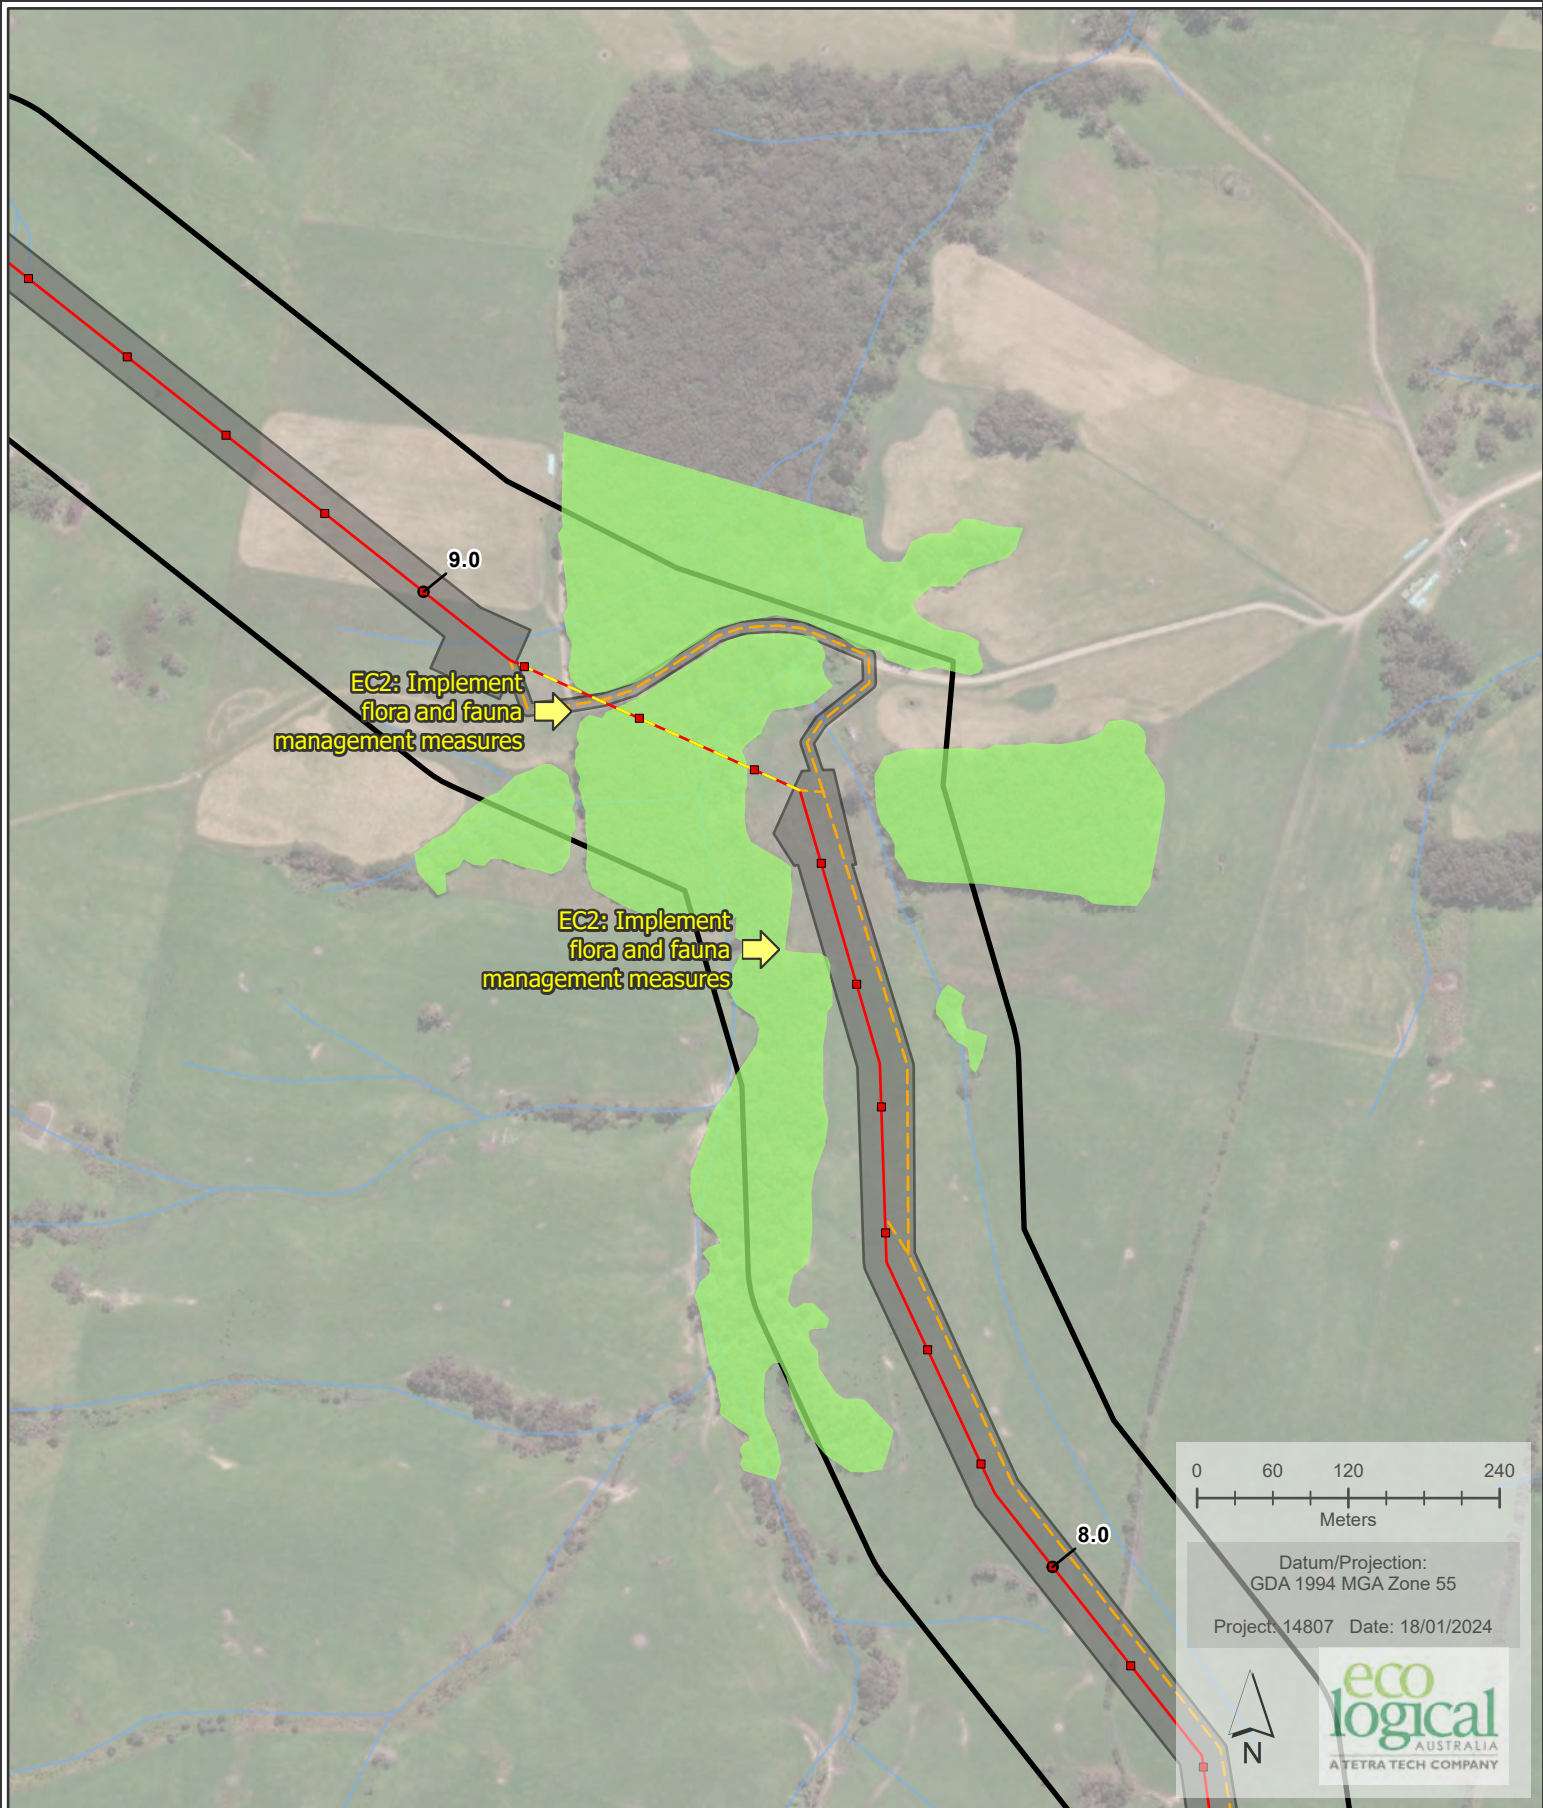 9.0
EC2: Implement
flora and fauna
management measures
EC2: Implement
flora and fauna
management measures
8.0
0 60 120 240
Meters
Datum/Projection:
GDA 1994 MGA Zone 55
Project: 14807 Date: 18/01/2024
N
eco
logical
AUSTRALIA
A TETRA TECH COMPANY